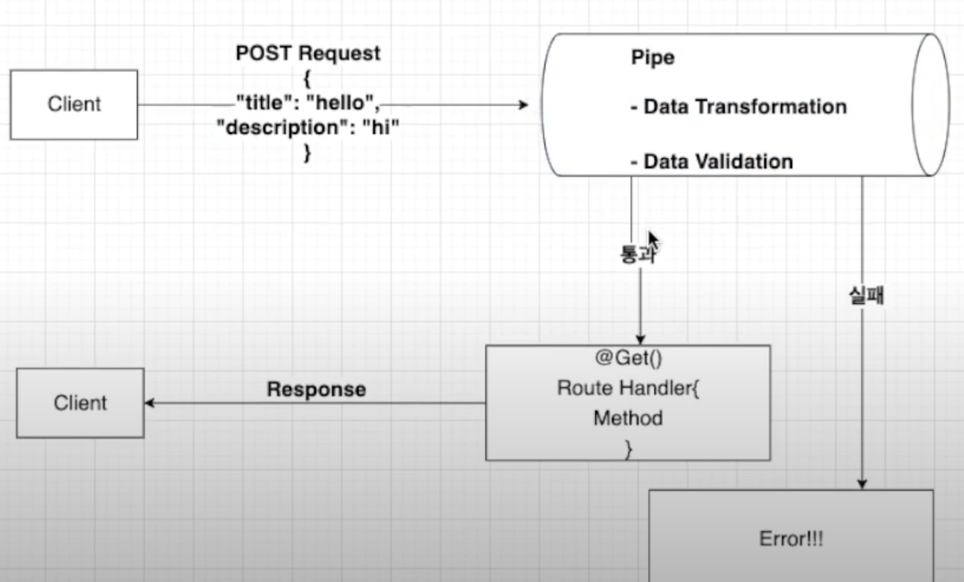 Client
POST Request
{
"title": "hello",
"description": "hi"
}
Pipe
- Data Transformation
- Data Validation
통과
실패
Client
Response
@Get()
Route Handler{
Method
}
Error!!!